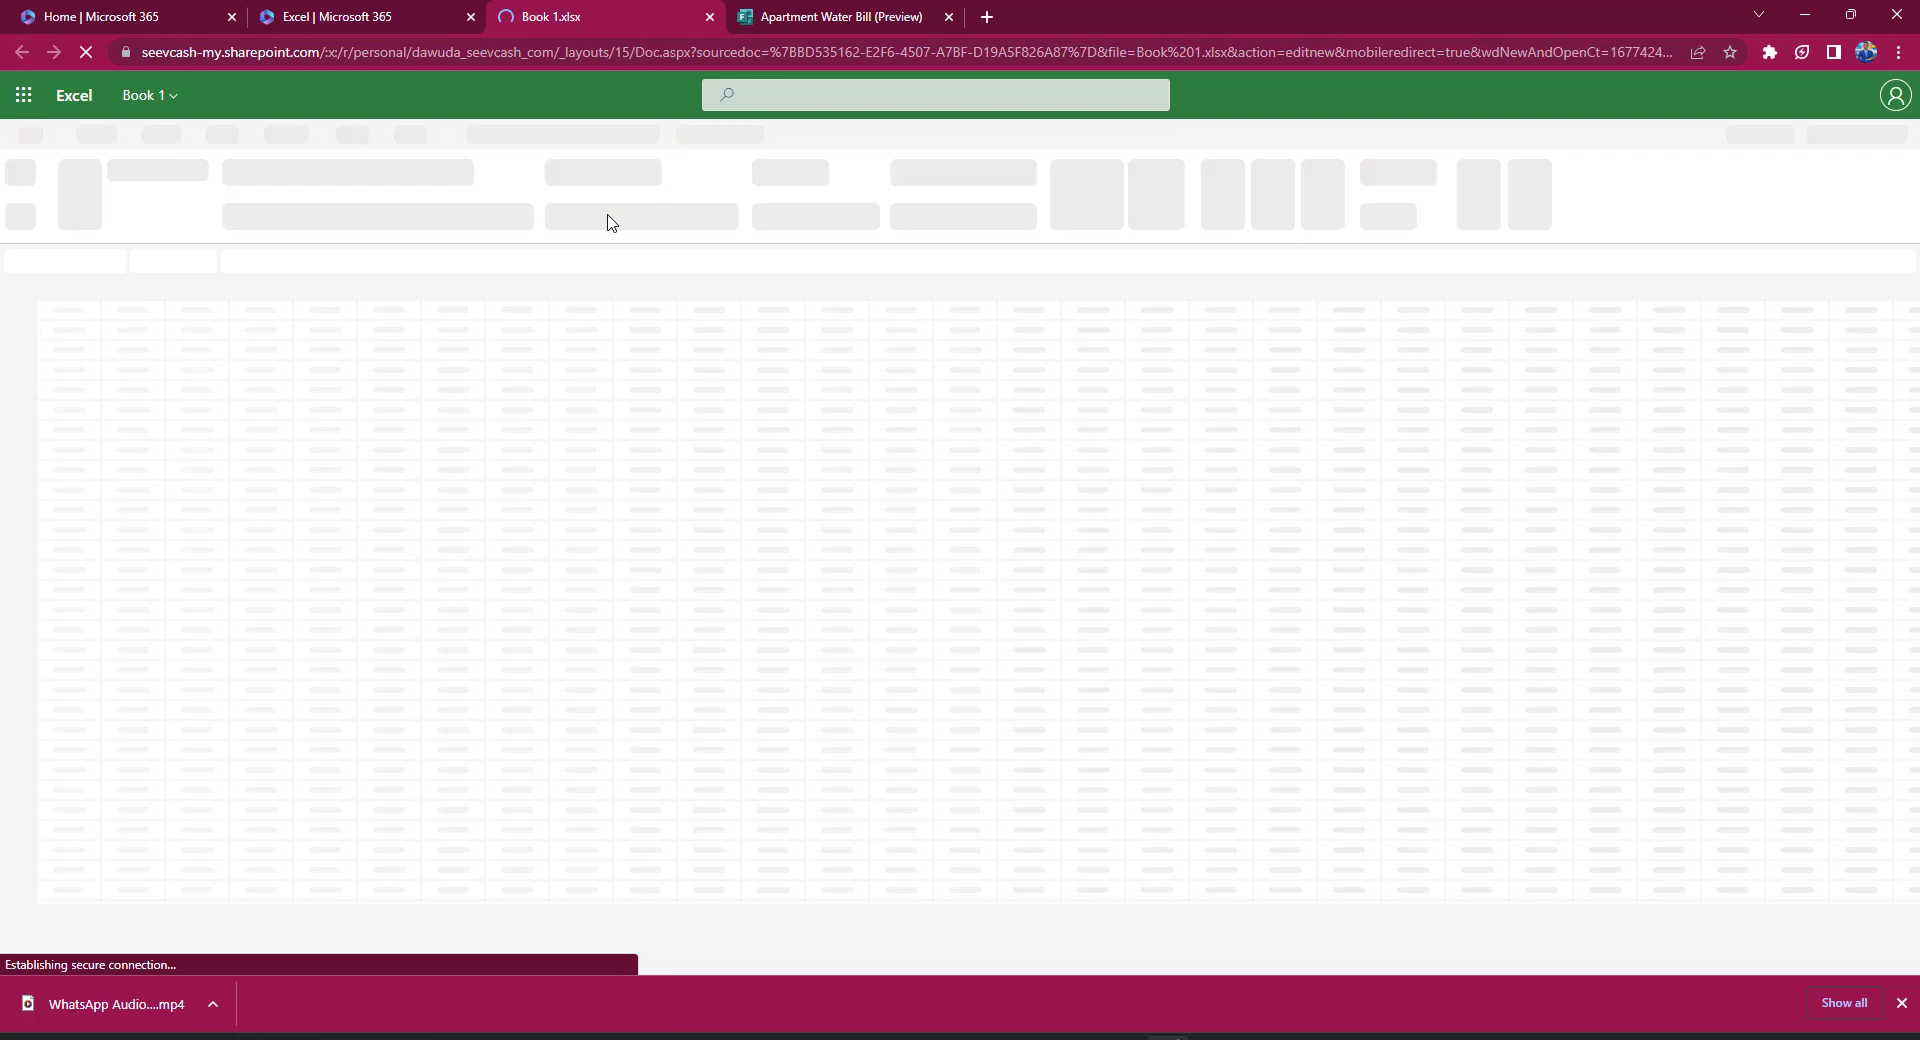 Home | Microsoft 365
Excel | Microsoft 365
Book 1.xlsx
Apartment Water Bill (Preview)
seevcash-my.sharepoint.com/:x:/r/personal/dawuda_seevcash_com/_layouts/15/Doc.aspx?sourcedoc=%7BBD535162-E2F6-4507-A7BF-D19A5F826A87%7D&file=Book%201.xlsx&action=editnew&mobileredirect=true&wdNewAndOpenCt=1677424...
Excel
Book 1
Establishing secure connection...
WhatsApp Audio....mp4
Show all